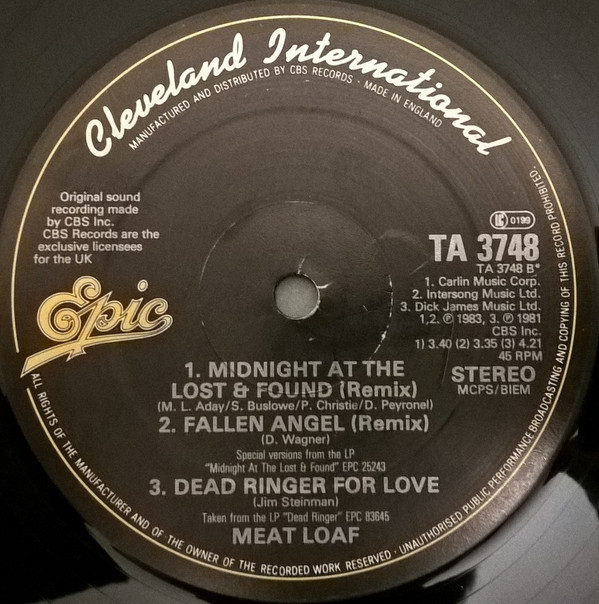 Cleveland International
MANUFACTURED AND DISTRIBUTED BY CBS RECORDS · MADE IN ENGLAND
Original sound
recording made
by CBS Inc.
CBS Records are the
exclusive licensees
for the UK
Epic
0199
TA 3748
TA 3748 B*
1. Carlin Music Corp.
2. Intersong Music Ltd.
3. Dick James Music Ltd.
1,2. ℗ 1983, 3. ℗ 1981
CBS Inc.
1) 3.40 (2) 3.35 (3) 4.21
45 RPM
STEREO
MCPS/BIEM
1. MIDNIGHT AT THE
LOST & FOUND (Remix)
(M. L. Aday/S. Buslowe/P. Christie/D. Peyronel)
2. FALLEN ANGEL (Remix)
(D. Wagner)
Special versions from the LP
"Midnight At The Lost & Found" EPC 25243
3. DEAD RINGER FOR LOVE
(Jim Steinman)
Taken from the LP "Dead Ringer" EPC 83645
MEAT LOAF
ALL RIGHTS OF THE MANUFACTURER AND OF THE OWNER OF THE RECORDED WORK RESERVED · UNAUTHORISED PUBLIC PERFORMANCE BROADCASTING AND COPYING OF THIS RECORD PROHIBITED.